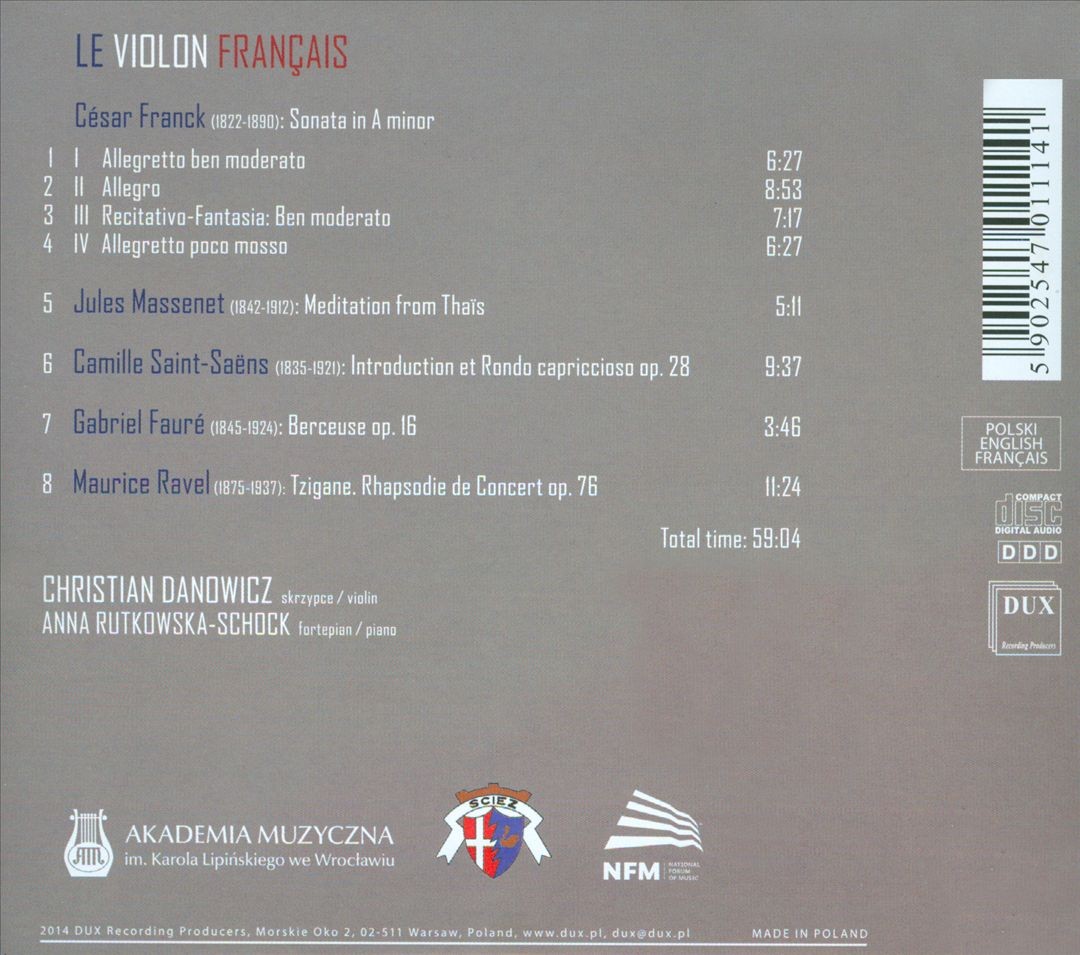 LE VIOLON FRANÇAIS
César Franck (1822-1890): Sonata in A minor
1 I Allegretto ben moderato 6:27
2 II Allegro 8:53
3 III Recitativo-Fantasia: Ben moderato 7:17
4 IV Allegretto poco mosso 6:27
5 Jules Massenet (1842-1912): Meditation from Thaïs 5:11
6 Camille Saint-Saëns (1835-1921): Introduction et Rondo capriccioso op. 28 9:37
7 Gabriel Fauré (1845-1924): Berceuse op. 16 3:46
8 Maurice Ravel (1875-1937): Tzigane. Rhapsodie de Concert op. 76 11:24
Total time: 59:04
CHRISTIAN DANOWICZ skrzypce / violin
ANNA RUTKOWSKA-SCHOCK fortepian / piano
5 902547 011141
POLSKI
ENGLISH
FRANÇAIS
COMPACT
disc
DIGITAL AUDIO
DDD
DUX
Recording Producers
AM
AKADEMIA MUZYCZNA
im. Karola Lipińskiego we Wrocławiu
SCIEZ
NFM NATIONAL
FORUM
OF MUSIC
2014 DUX Recording Producers, Morskie Oko 2, 02-511 Warsaw, Poland, www.dux.pl, dux@dux.pl MADE IN POLAND